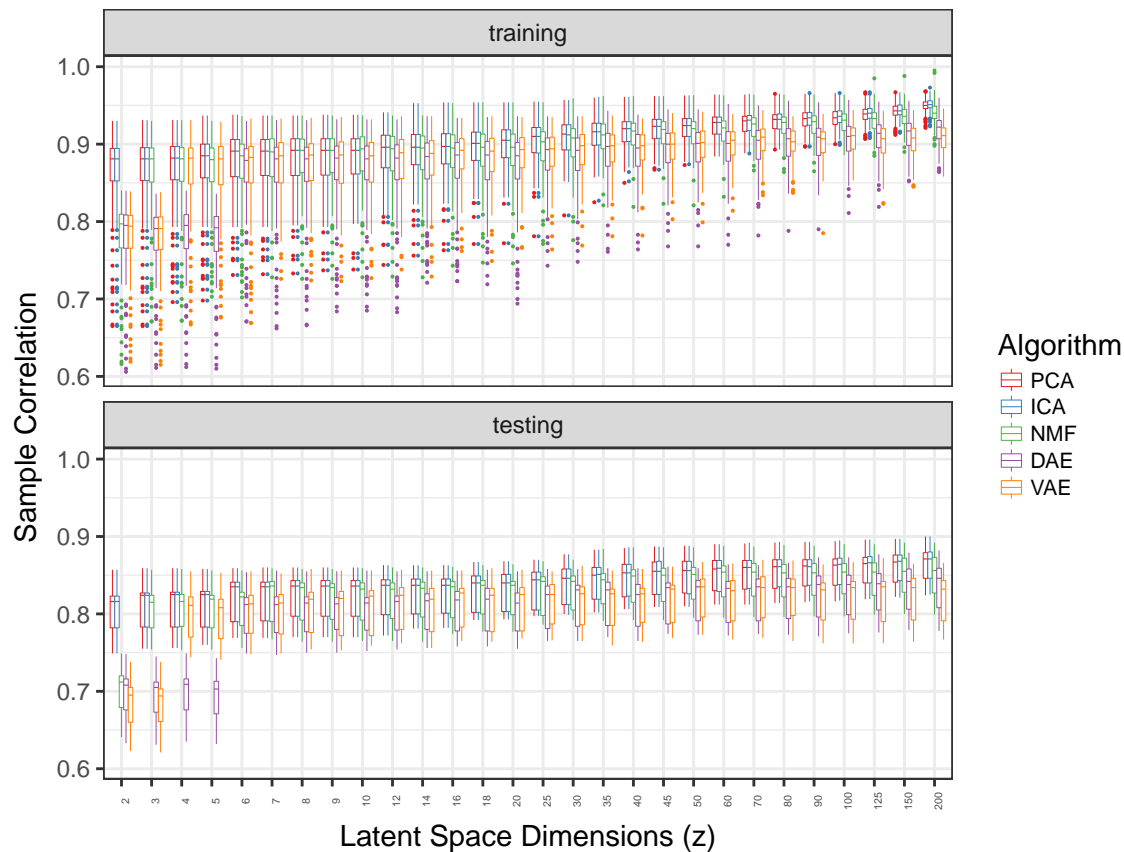 training
1.0
0.9
0.8
0.7
0.6
testing
1.0
0.9
0.8
0.7
0.6
Sample Correlation
2 3 4 5 6 7 8 9 10 12 14 16 18 20 25 30 35 40 45 50 60 70 80 90 100 125 150 200
Latent Space Dimensions (z)
Algorithm
PCA
ICA
NMF
DAE
VAE